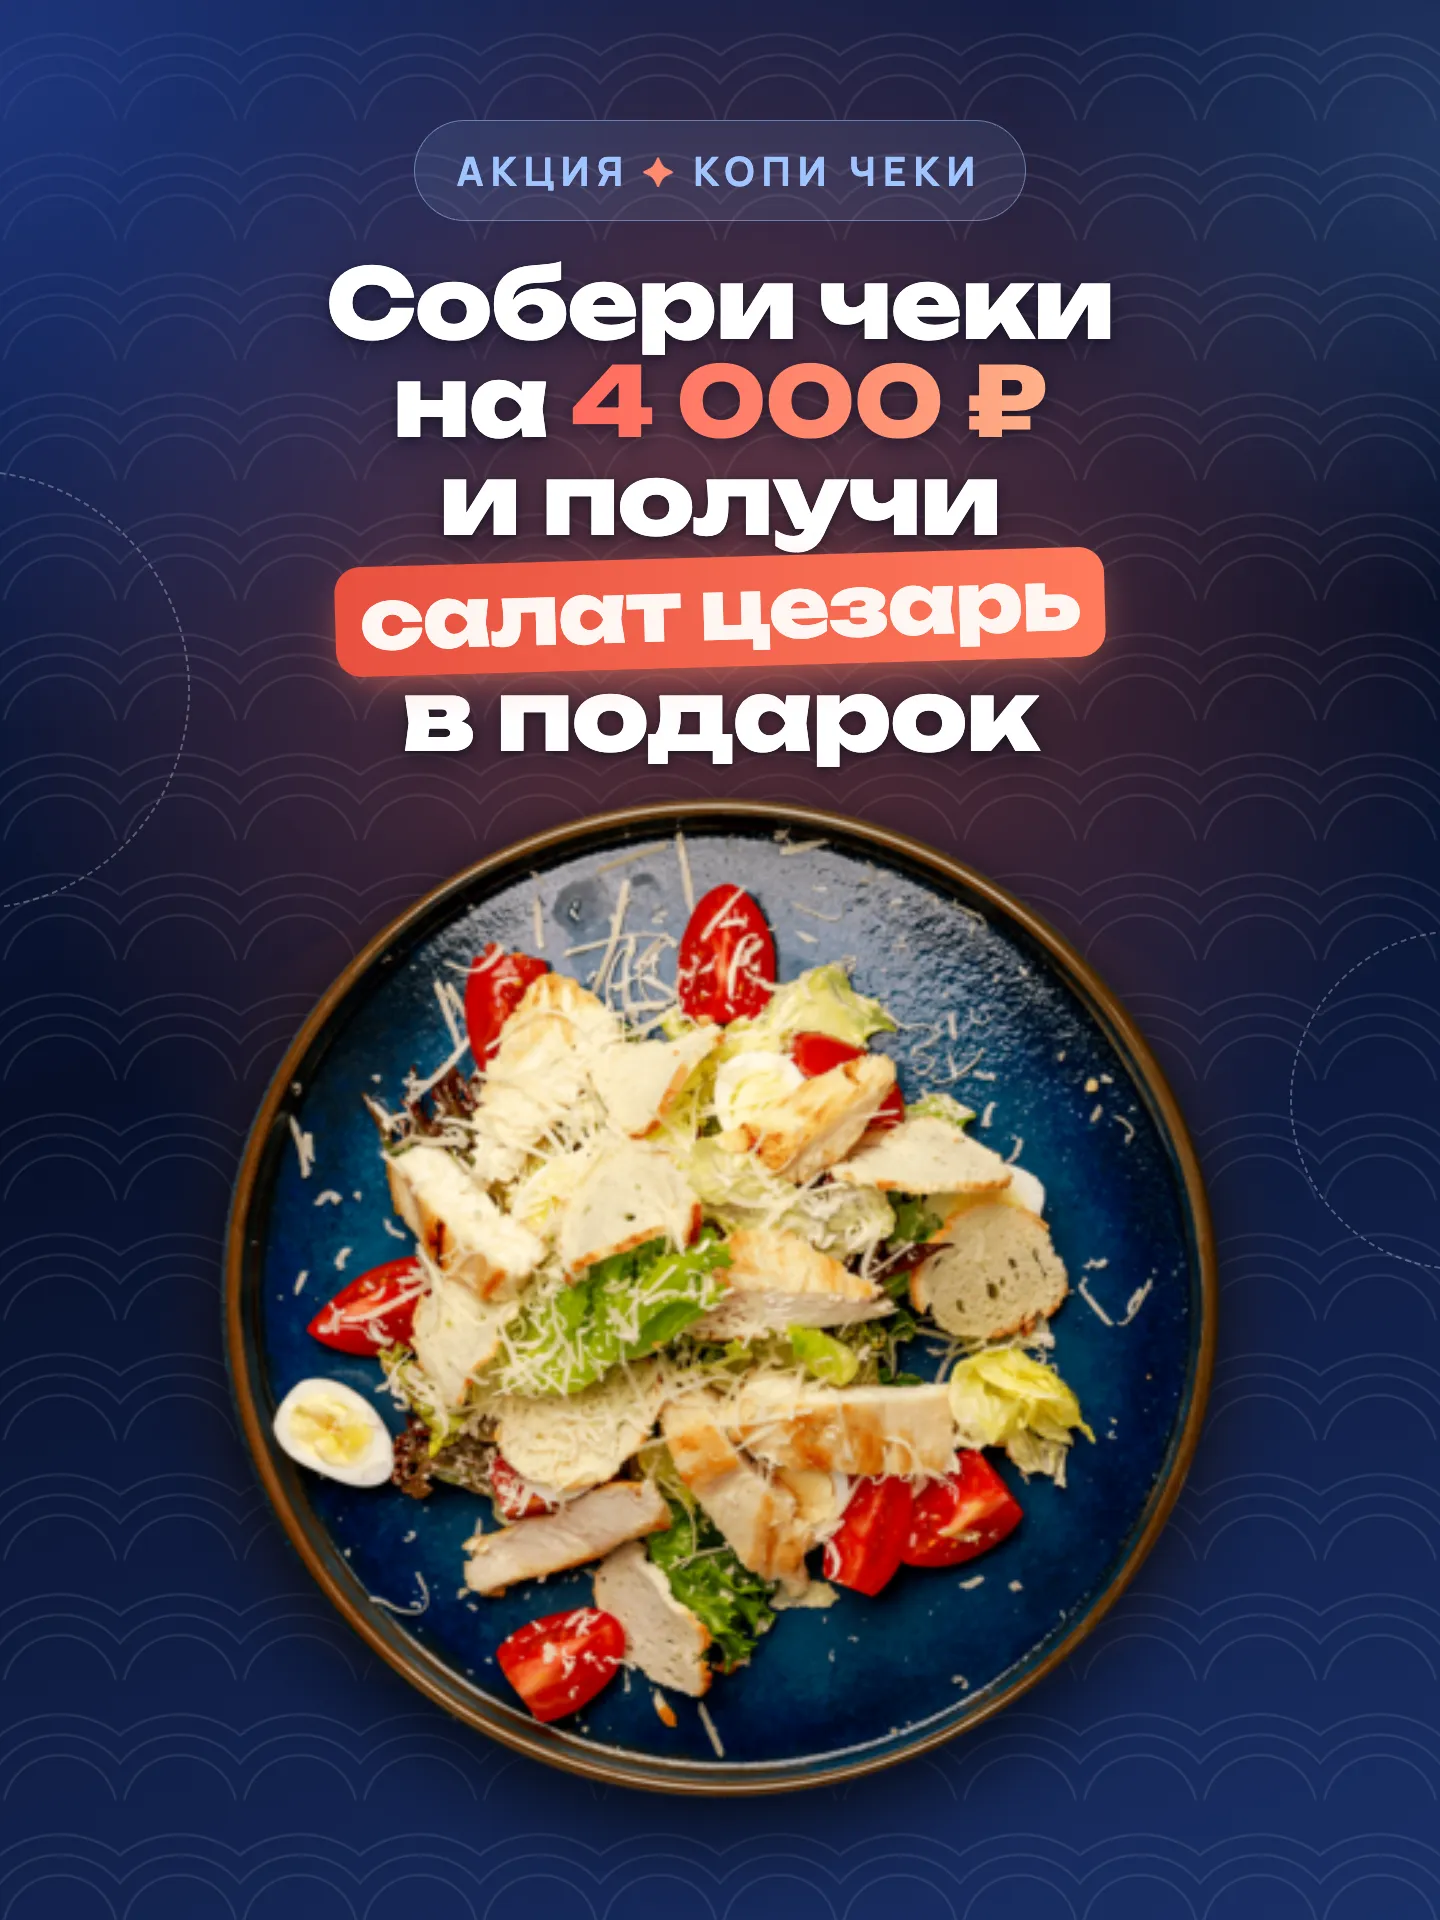 АКЦИЯ ✦ КОПИ ЧЕКИ
Собери чеки
на 4 000 ₽
и получи
салат цезарь
в подарок